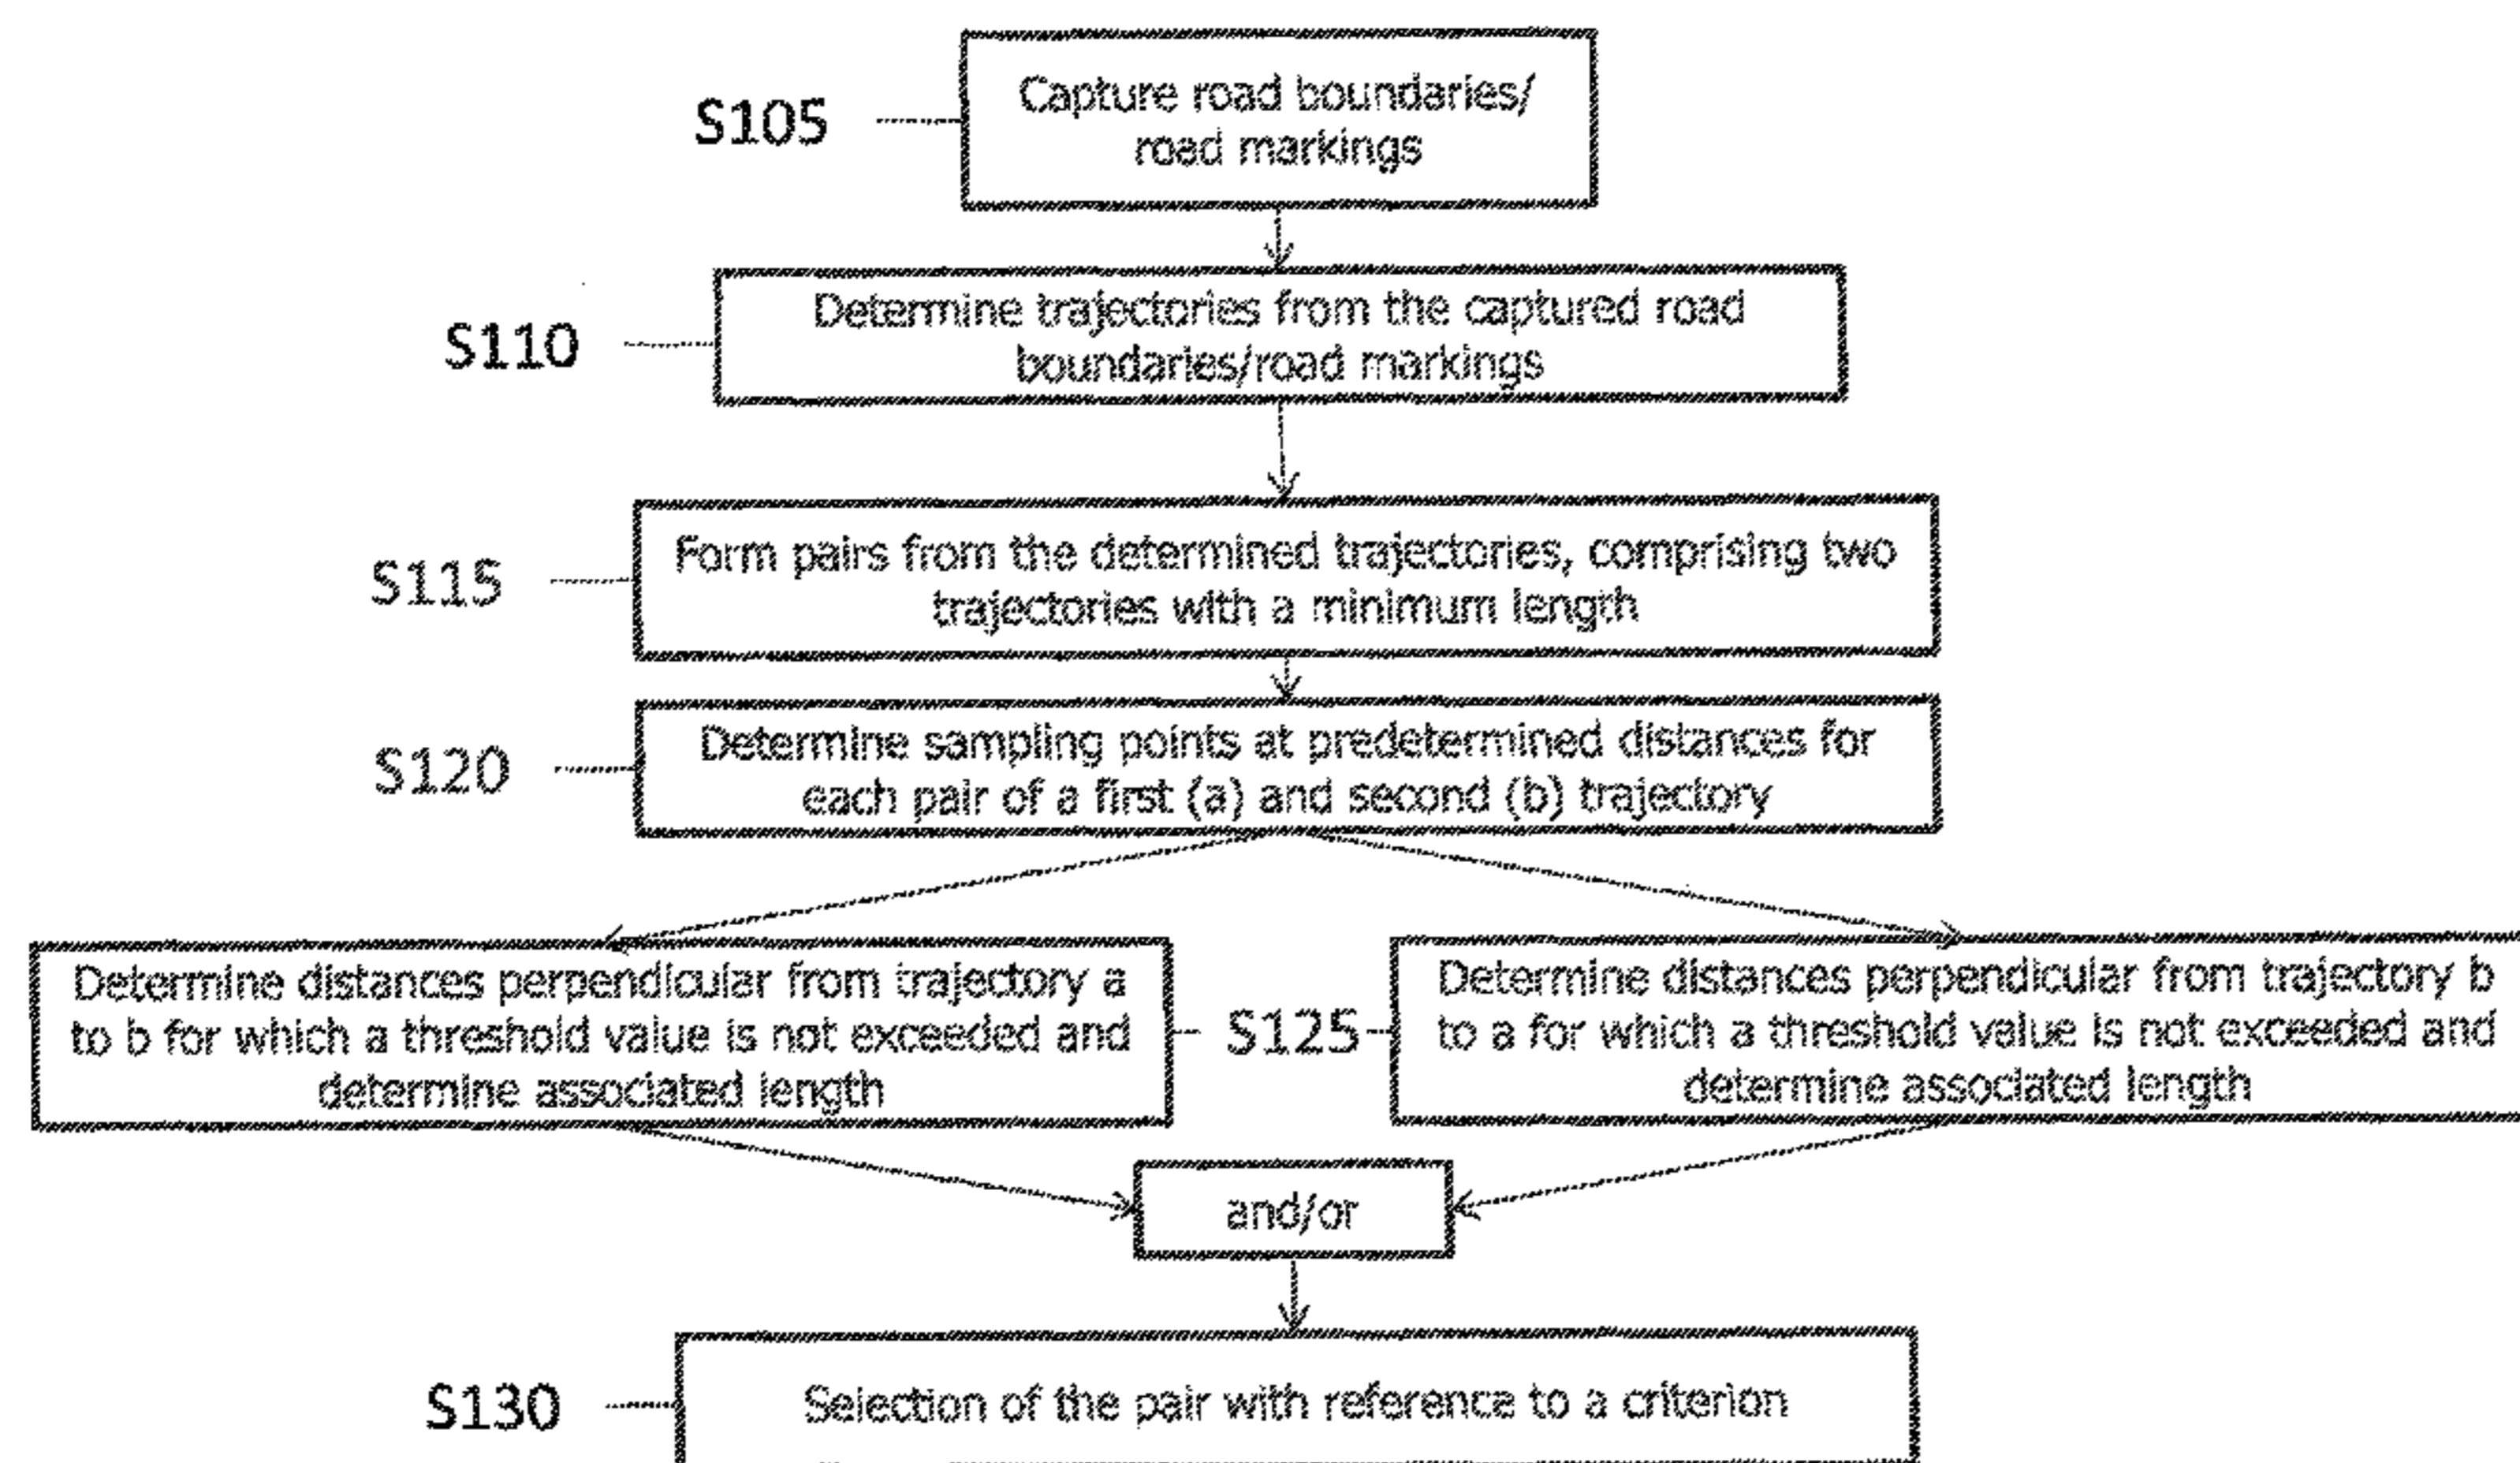 S105
Capture road boundaries/
road markings
S110
Determine trajectories from the captured road
boundaries/road markings
S115
Form pairs from the determined trajectories, comprising two
trajectories with a minimum length
S120
Determine sampling points at predetermined distances for
each pair of a first (a) and second (b) trajectory
Determine distances perpendicular from trajectory a
to b for which a threshold value is not exceeded and
determine associated length
S125
Determine distances perpendicular from trajectory b
to a for which a threshold value is not exceeded and
determine associated length
and/or
S130
Selection of the pair with reference to a criterion